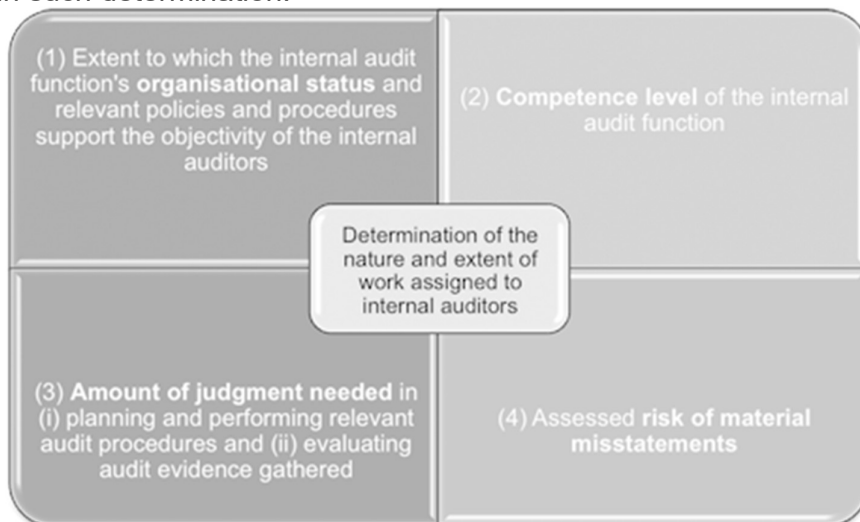 (1) Extent to which the internal audit
function's organisational status and
relevant policies and procedures
support the objectivity of the internal
auditors
(2) Competence level of the internal
audit function
Determination of the
nature and extent of
work assigned to
internal auditors
(3) Amount of judgment needed in
(i) planning and performing relevant
audit procedures and (ii) evaluating
audit evidence gathered
(4) Assessed risk of material
misstatements